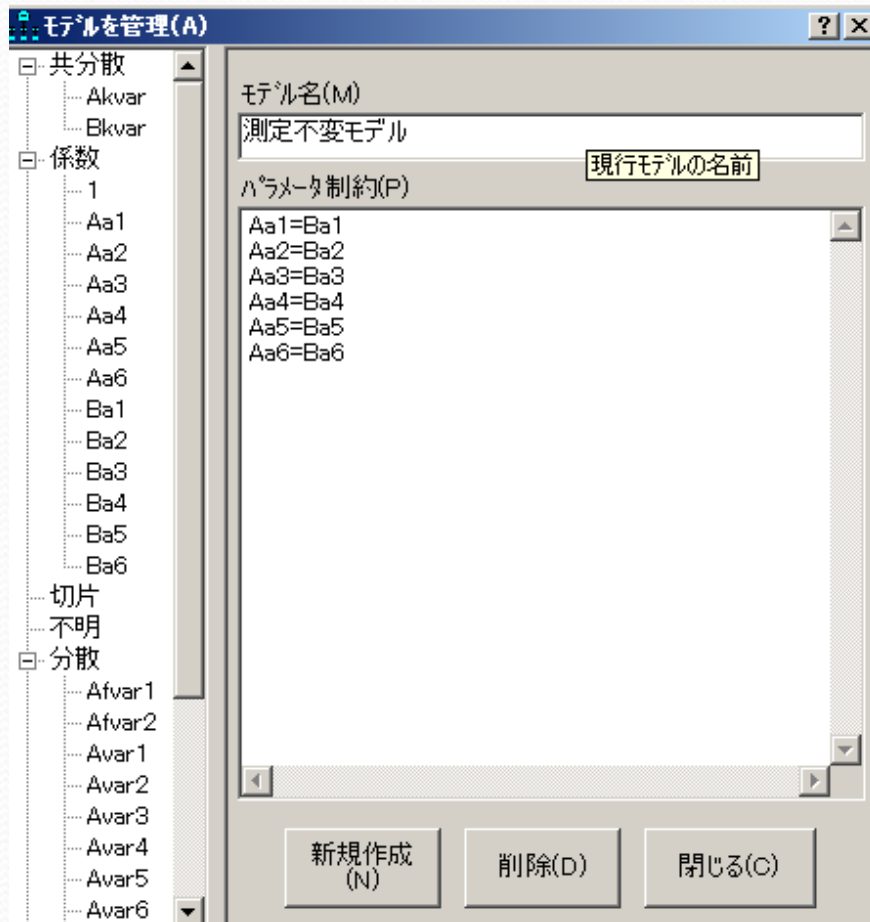 モデルを管理(A)
共分散
Akvar
Bkvar
係数
1
Aa1
Aa2
Aa3
Aa4
Aa5
Aa6
Ba1
Ba2
Ba3
Ba4
Ba5
Ba6
切片
不明
分散
Afvar1
Afvar2
Avar1
Avar2
Avar3
Avar4
Avar5
Avar6
モデル名(M)
測定不変モデル
現行モデルの名前
パラメータ制約(P)
Aa1=Ba1
Aa2=Ba2
Aa3=Ba3
Aa4=Ba4
Aa5=Ba5
Aa6=Ba6
新規作成
(N)
削除(D)
閉じる(C)